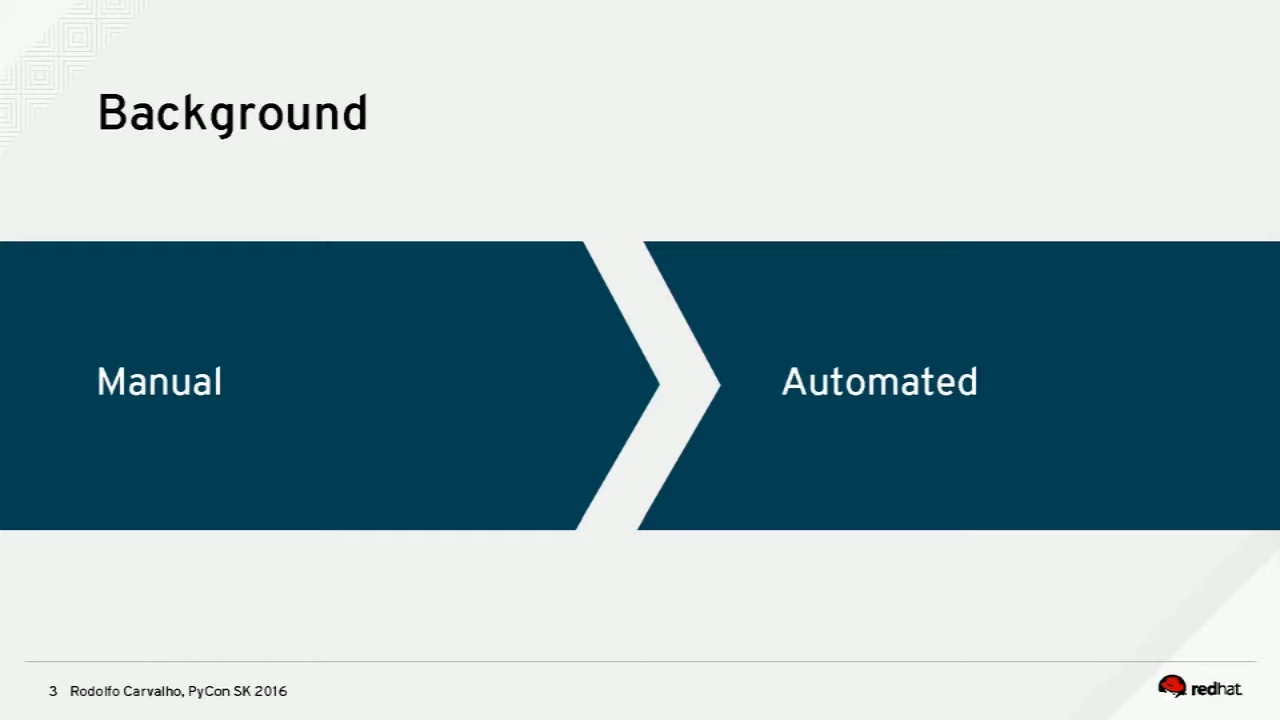 Background
Manual
Automated
3 Rodolfo Carvalho, PyCon SK 2016
redhat.